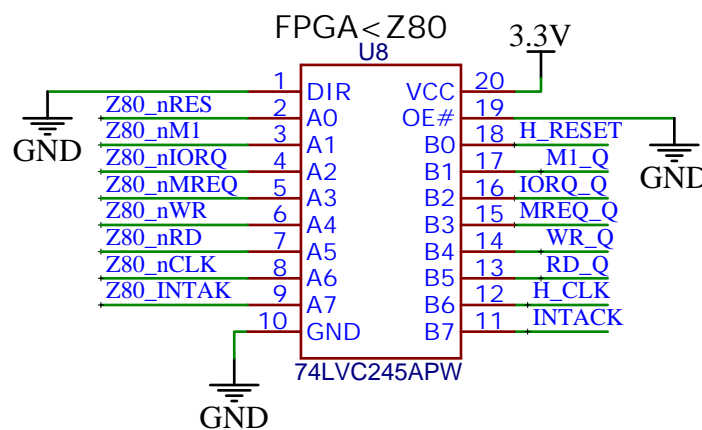 FPGA<Z80
U8
3.3V
1 DIR VCC 20
Z80_nRES 2 A0 OE# 19
Z80_nM1 3 A1 B0 18 H_RESET
GND Z80_nIORQ 4 A2 B1 17 M1_Q GND
Z80_nMREQ 5 A3 B2 16 IORQ_Q
Z80_nWR 6 A4 B3 15 MREQ_Q
Z80_nRD 7 A5 B4 14 WR_Q
Z80_nCLK 8 A6 B5 13 RD_Q
Z80_INTAK 9 A7 B6 12 H_CLK
10 GND B7 11 INTACK
74LVC245APW
GND